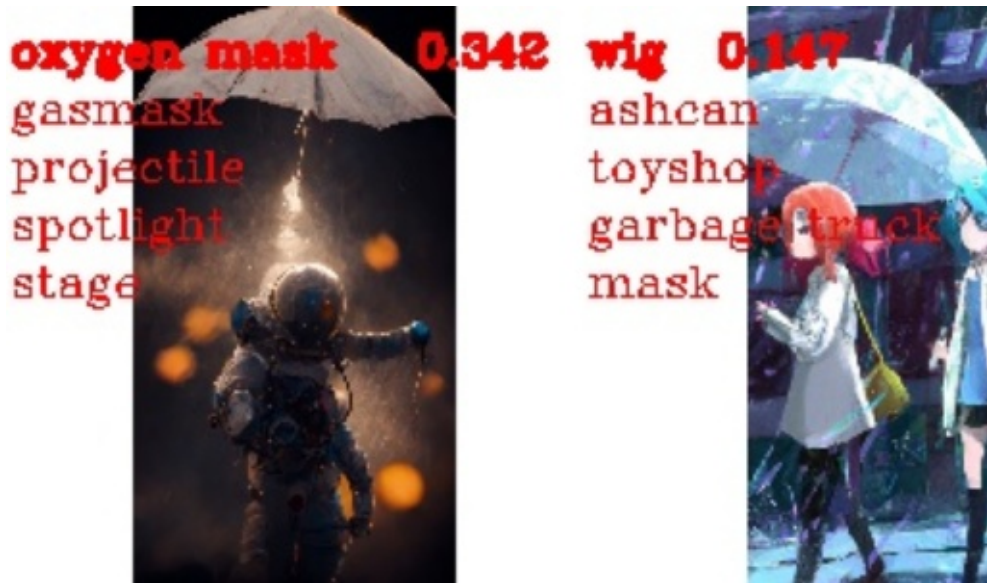 oxygen mask 0.342
gasmask
projectile
spotlight
stage
wig 0.147
ashcan
toyshop
garbage truck
mask